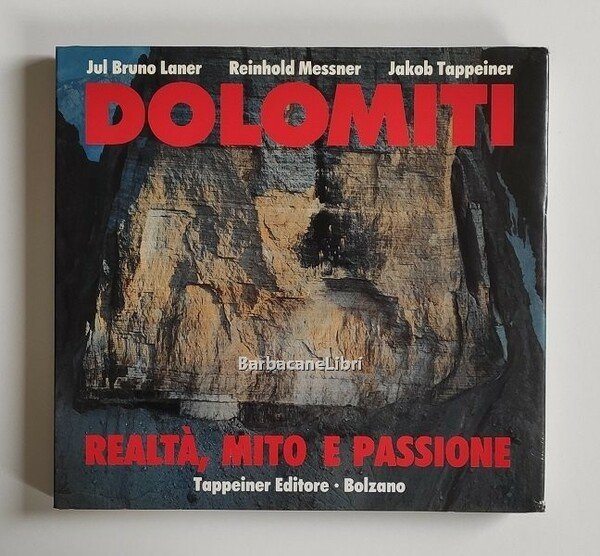 Jul Bruno Laner Reinhold Messner Jakob Tappeiner
DOLOMITI
BarbacaneLibri
REALTÀ, MITO E PASSIONE
Tappeiner Editore · Bolzano